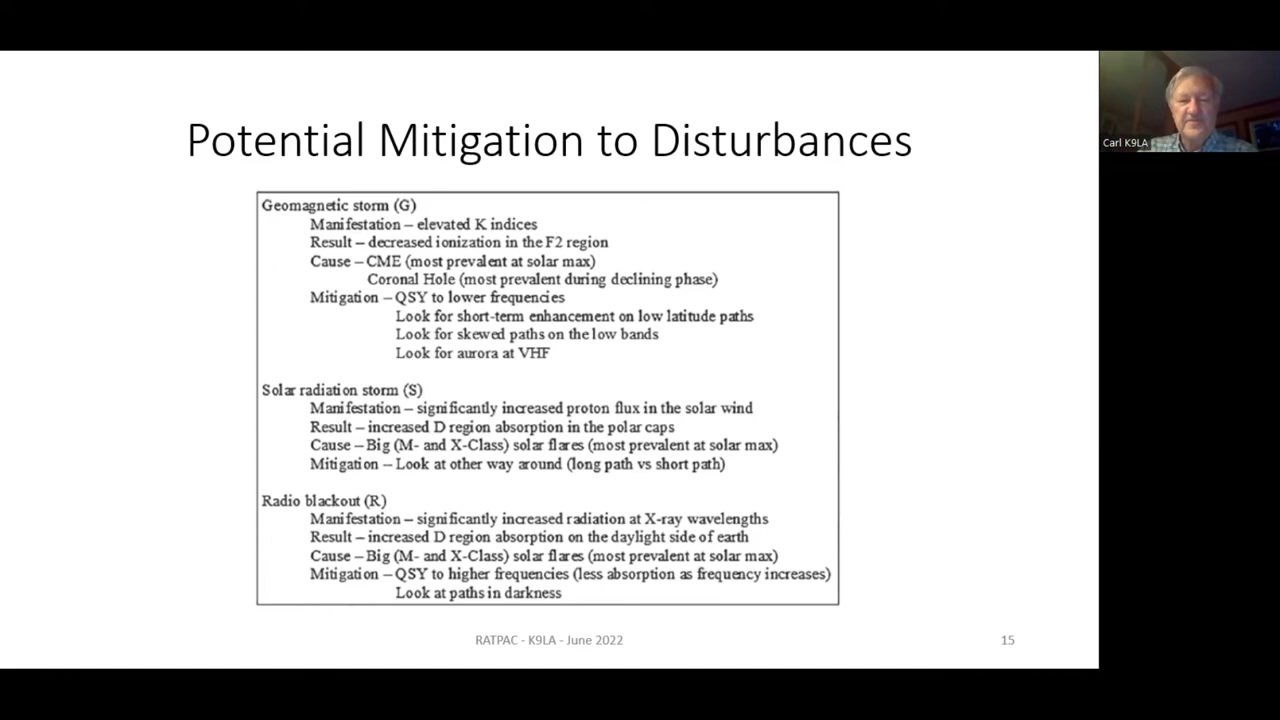 Potential Mitigation to Disturbances
Carl K9LA
Geomagnetic storm (G)
Manifestation – elevated K indices
Result – decreased ionization in the F2 region
Cause – CME (most prevalent at solar max)
Coronal Hole (most prevalent during declining phase)
Mitigation – QSY to lower frequencies
Look for short-term enhancement on low latitude paths
Look for skewed paths on the low bands
Look for aurora at VHF
Solar radiation storm (S)
Manifestation – significantly increased proton flux in the solar wind
Result – increased D region absorption in the polar caps
Cause – Big (M- and X-Class) solar flares (most prevalent at solar max)
Mitigation – Look at other way around (long path vs short path)
Radio blackout (R)
Manifestation – significantly increased radiation at X-ray wavelengths
Result – increased D region absorption on the daylight side of earth
Cause – Big (M- and X-Class) solar flares (most prevalent at solar max)
Mitigation – QSY to higher frequencies (less absorption as frequency increases)
Look at paths in darkness
RATPAC - K9LA - June 2022
15